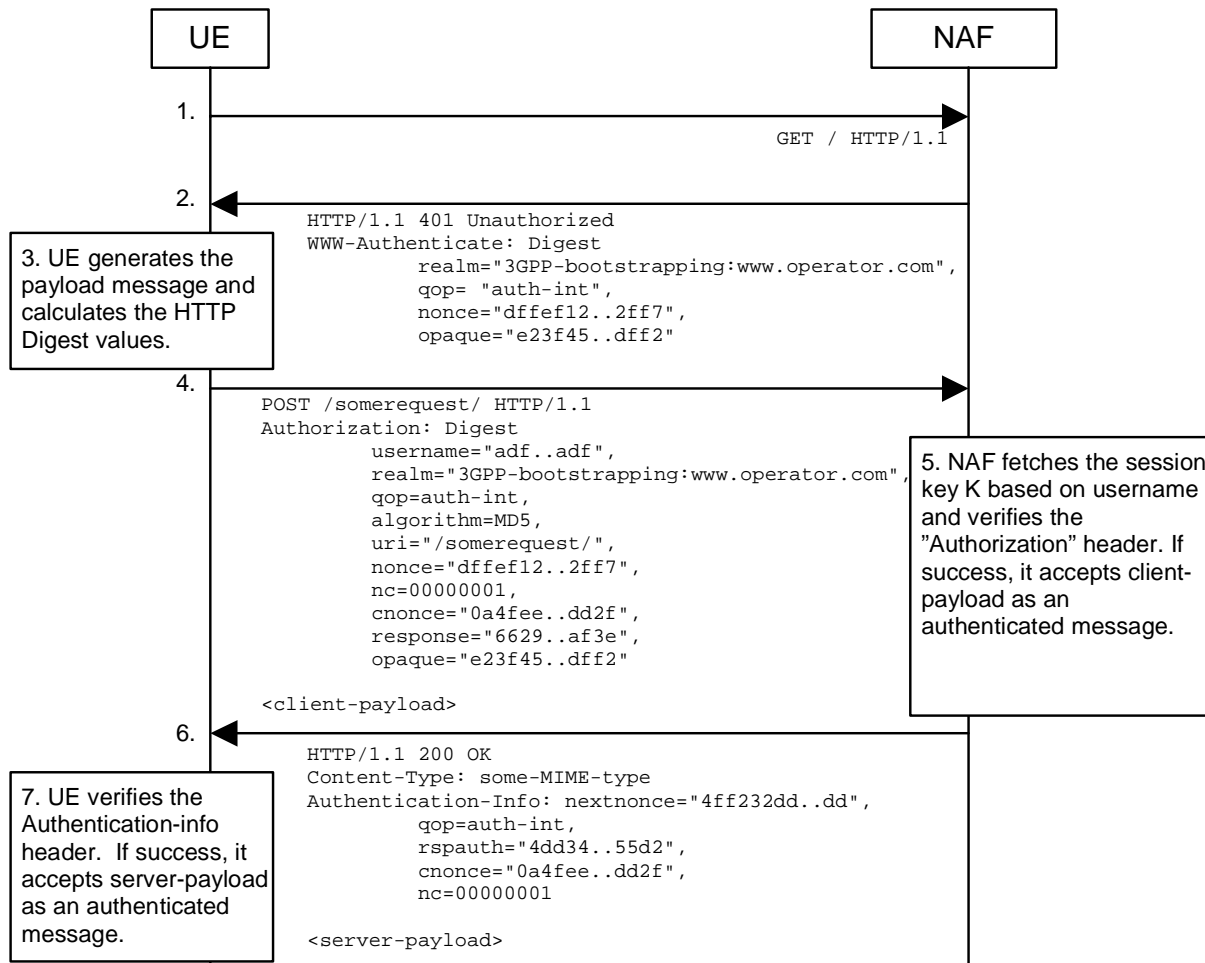 UE
NAF
1.
GET / HTTP/1.1
2.
HTTP/1.1 401 Unauthorized
WWW-Authenticate: Digest
realm="3GPP-bootstrapping:www.operator.com",
qop= "auth-int",
nonce="dffef12..2ff7",
opaque="e23f45..dff2"
3. UE generates the
payload message and
calculates the HTTP
Digest values.
4.
POST /somerequest/ HTTP/1.1
Authorization: Digest
username="adf..adf",
realm="3GPP-bootstrapping:www.operator.com",
qop=auth-int,
algorithm=MD5,
uri="/somerequest/",
nonce="dffef12..2ff7",
nc=00000001,
cnonce="0a4fee..dd2f",
response="6629..af3e",
opaque="e23f45..dff2"
<client-payload>
5. NAF fetches the session
key K based on username
and verifies the
”Authorization” header. If
success, it accepts client-
payload as an
authenticated message.
6.
HTTP/1.1 200 OK
Content-Type: some-MIME-type
Authentication-Info: nextnonce="4ff232dd..dd",
qop=auth-int,
rspauth="4dd34..55d2",
cnonce="0a4fee..dd2f",
nc=00000001
<server-payload>
7. UE verifies the
Authentication-info
header.  If success, it
accepts server-payload
as an authenticated
message.